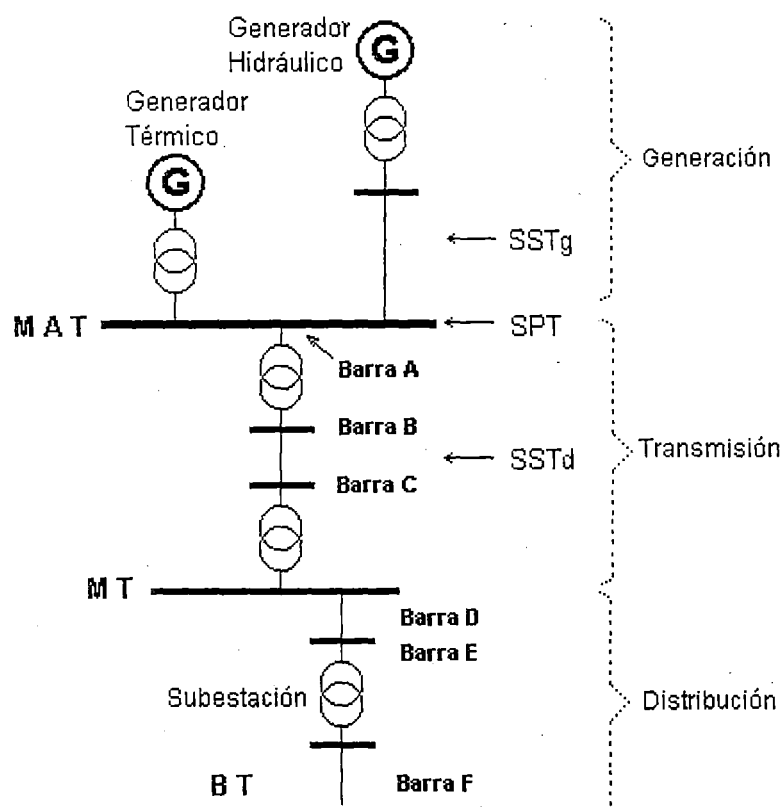 Generador
Hidráulico
G
Generador
Térmico
G
Generación
SSTg
M A T
SPT
Barra A
Barra B
SSTd
Transmisión
Barra C
M T
Barra D
Barra E
Subestación
Distribución
B T
Barra F